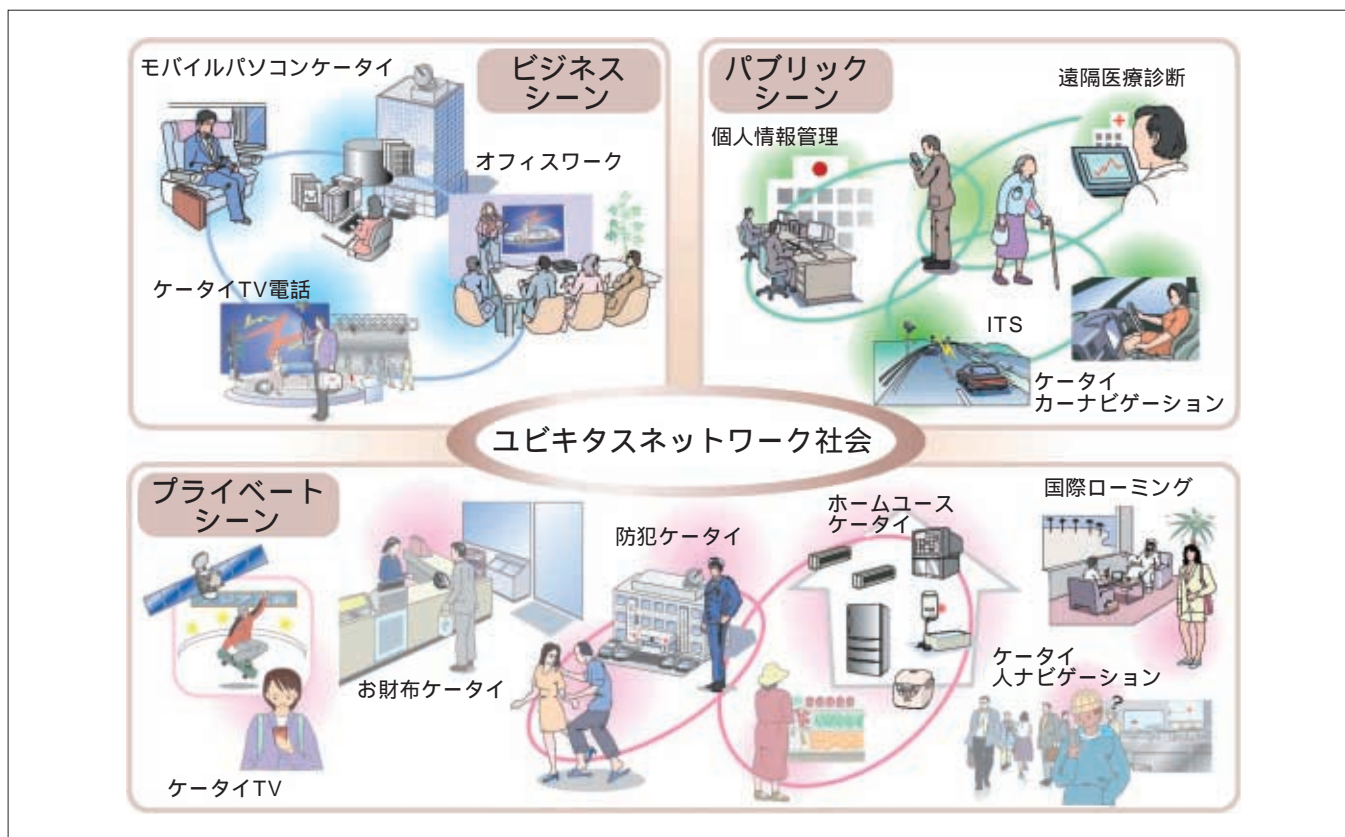 モバイルパソコンケータイ
ビジネス
シーン
オフィスワーク
ケータイTV電話
パブリック
シーン
遠隔医療診断
個人情報管理
ITS
ケータイ
カーナビゲーション
ユビキタスネットワーク社会
プライベート
シーン
ケータイTV
お財布ケータイ
防犯ケータイ
ホームユース
ケータイ
国際ローミング
ケータイ
人ナビゲーション
?